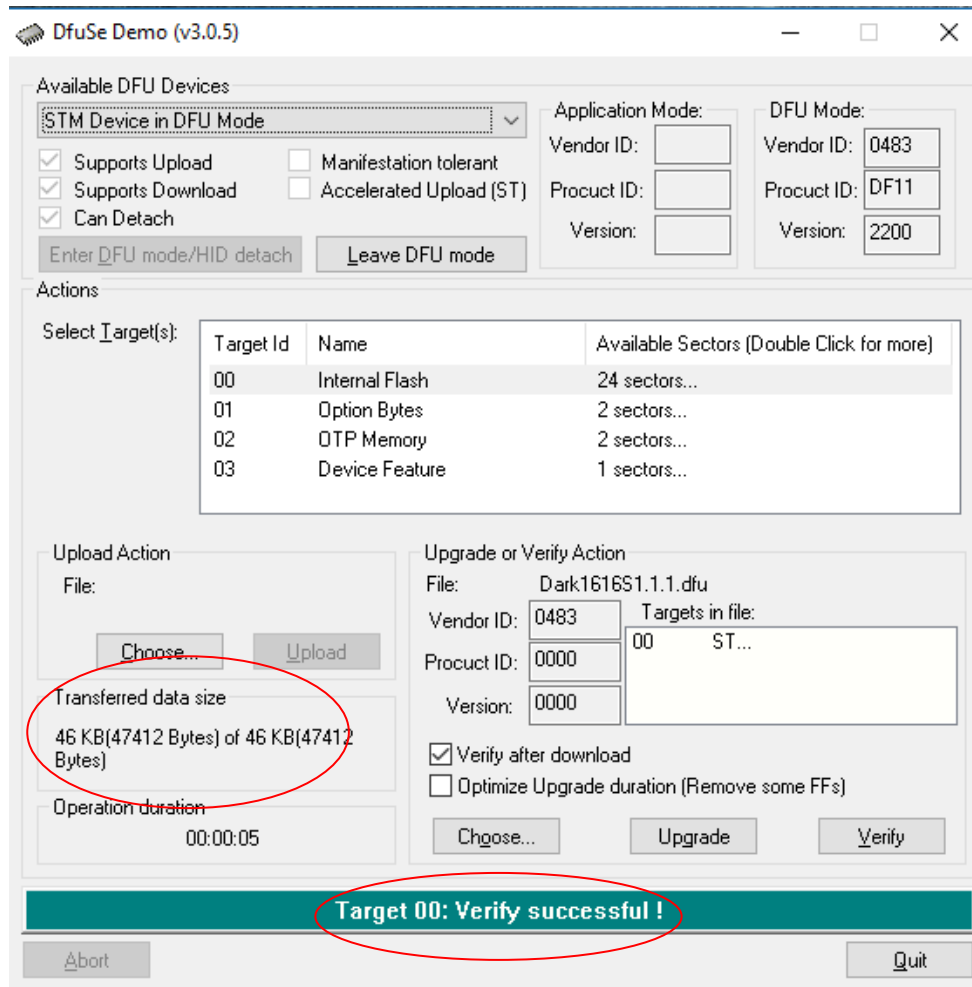 DfuSe Demo (v3.0.5)
Available DFU Devices
STM Device in DFU Mode
Supports Upload
Manifestation tolerant
Supports Download
Accelerated Upload (ST)
Can Detach
Enter DFU mode/HID detach
Leave DFU mode
Application Mode:
Vendor ID:
Procuct ID:
Version:
DFU Mode:
Vendor ID: 0483
Procuct ID: DF11
Version: 2200
Actions
Select Target(s):
Target Id Name Available Sectors (Double Click for more)
00 Internal Flash 24 sectors...
01 Option Bytes 2 sectors...
02 OTP Memory 2 sectors...
03 Device Feature 1 sectors...
Upload Action
File:
Choose... Upload
Transferred data size
46 KB(47412 Bytes) of 46 KB(47412
Bytes)
Operation duration
00:00:05
Upgrade or Verify Action
File: Dark1616S1.1.1.dfu
Vendor ID: 0483
Procuct ID: 0000
Version: 0000
Targets in file:
00 ST...
Verify after download
Optimize Upgrade duration (Remove some FFs)
Choose... Upgrade Verify
Target 00: Verify successful !
Abort Quit